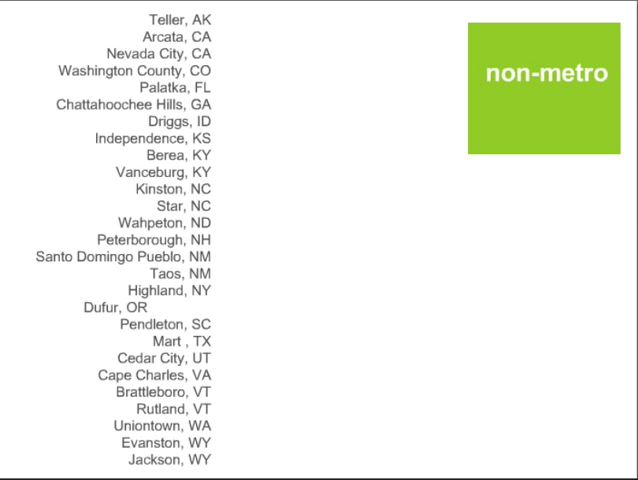 Teller, AK
Arcata, CA
Nevada City, CA
Washington County, CO
Palatka, FL
Chattahoochee Hills, GA
Driggs, ID
Independence, KS
Berea, KY
Vanceburg, KY
Kinston, NC
Star, NC
Wahpeton, ND
Peterborough, NH
Santo Domingo Pueblo, NM
Taos, NM
Highland, NY
Dufur, OR
Pendleton, SC
Mart , TX
Cedar City, UT
Cape Charles, VA
Brattleboro, VT
Rutland, VT
Uniontown, WA
Evanston, WY
Jackson, WY
non-metro